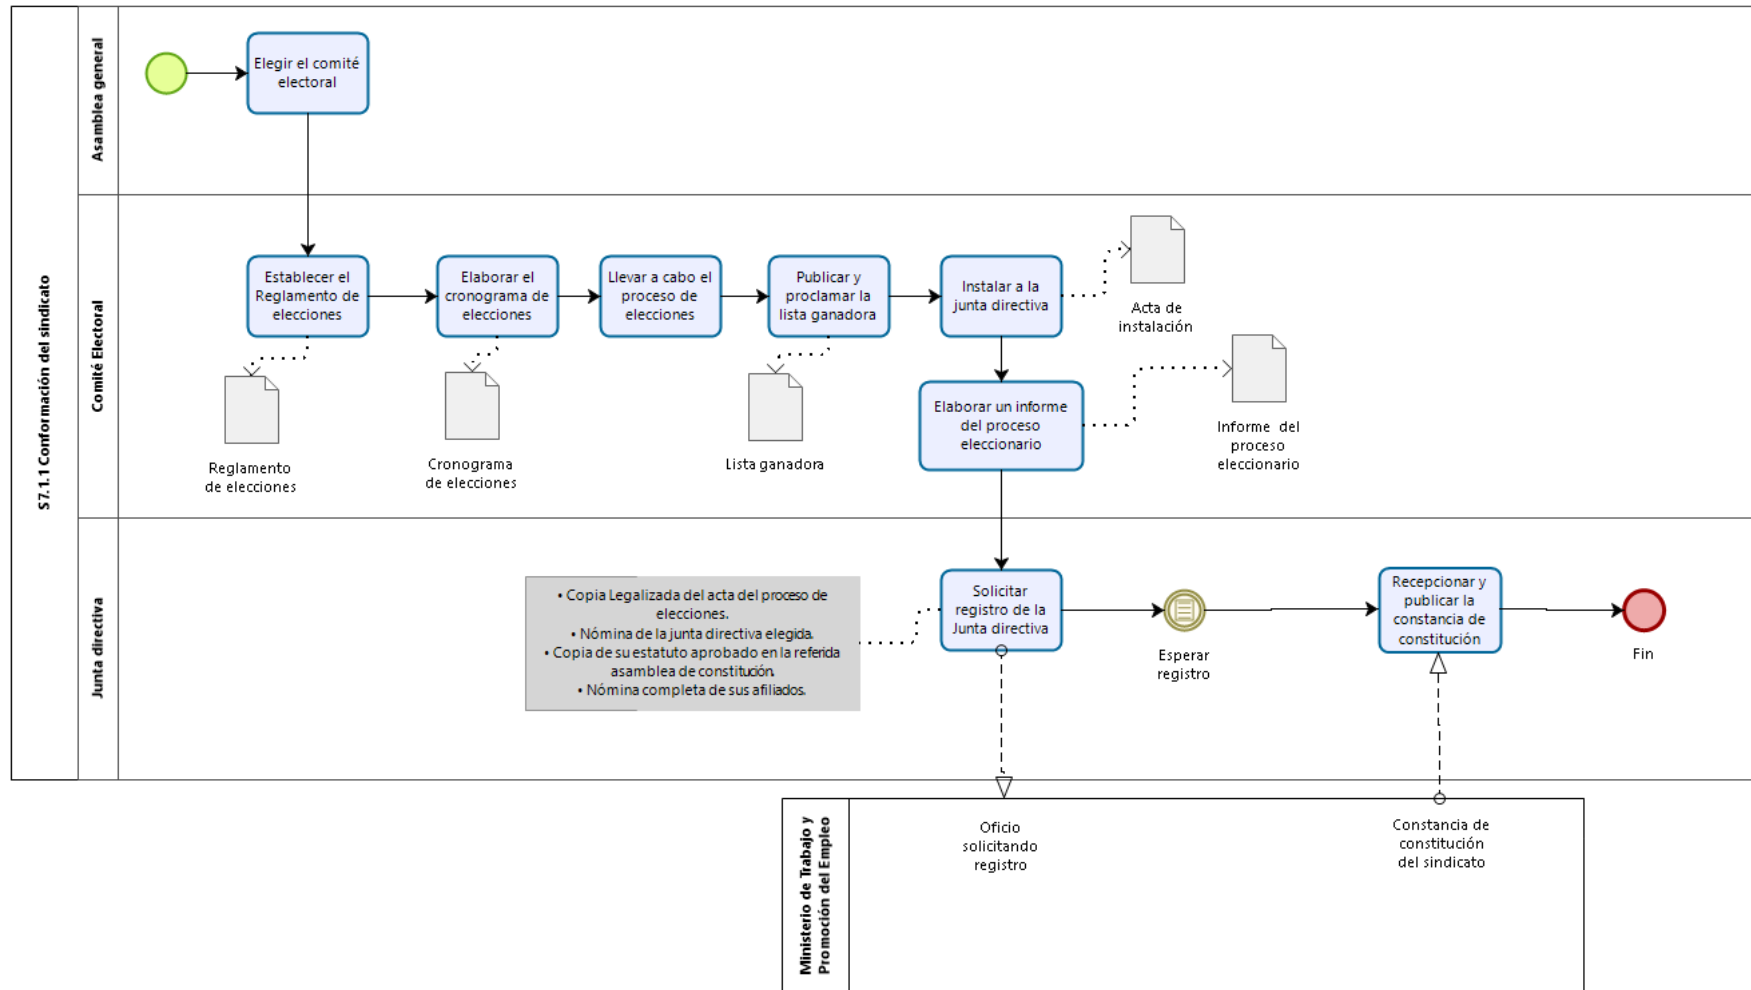 S7.1.1 Conformación del sindicato
Asamblea general
Elegir el comité
electoral
Comité Electoral
Establecer el
Reglamento de
elecciones
Elaborar el
cronograma de
elecciones
Llevar a cabo el
proceso de
elecciones
Publicar y
proclamar la
lista ganadora
Instalar a la
junta directiva
Acta de
instalación
Reglamento
de elecciones
Cronograma
de elecciones
Lista ganadora
Elaborar un informe
del proceso
eleccionario
Informe del
proceso
eleccionario
Junta directiva
• Copia Legalizada del acta del proceso de
elecciones.
• Nómina de la junta directiva elegida.
• Copia de su estatuto aprobado en la referida
asamblea de constitución.
• Nómina completa de sus afiliados.
Solicitar
registro de la
Junta directiva
Esperar
registro
Recepcionar y
publicar la
constancia de
constitución
Fin
Ministerio de Trabajo y
Promoción del Empleo
Oficio
solicitando
registro
Constancia de
constitución
del sindicato